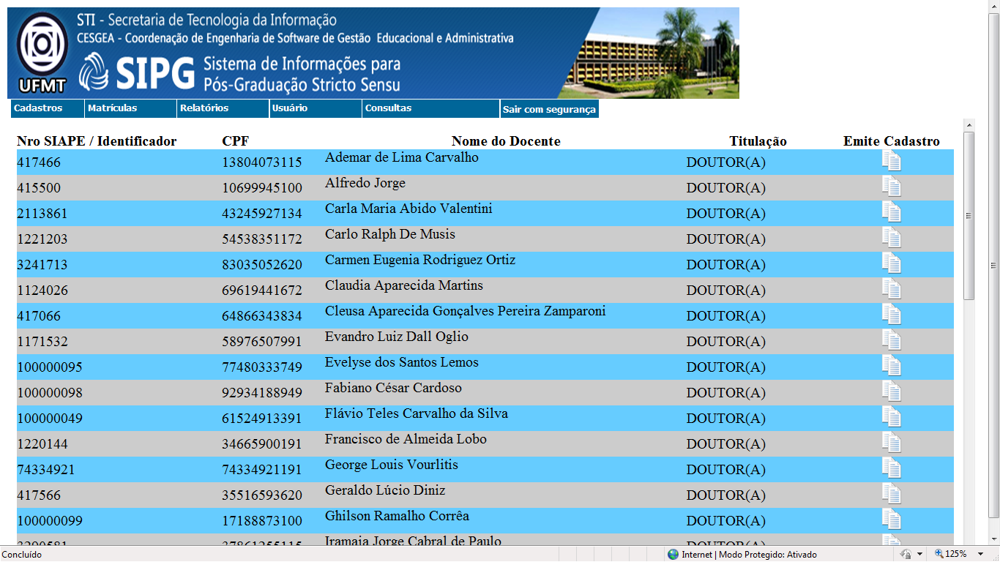 STI - Secretaria de Tecnologia da Informação
CESGEA - Coordenação de Engenharia de Software de Gestão Educacional e Administrativa
UFMT
SIPG Sistema de Informações para
Pós-Graduação Stricto Sensu
Cadastros Matrículas Relatórios Usuário Consultas Sair com segurança
Nro SIAPE / Identificador CPF Nome do Docente Titulação Emite Cadastro
417466 13804073115 Ademar de Lima Carvalho DOUTOR(A)
415500 10699945100 Alfredo Jorge DOUTOR(A)
2113861 43245927134 Carla Maria Abido Valentini DOUTOR(A)
1221203 54538351172 Carlo Ralph De Musis DOUTOR(A)
3241713 83035052620 Carmen Eugenia Rodriguez Ortiz DOUTOR(A)
1124026 69619441672 Claudia Aparecida Martins DOUTOR(A)
417066 64866343834 Cleusa Aparecida Gonçalves Pereira Zamparoni DOUTOR(A)
1171532 58976507991 Evandro Luiz Dall Oglio DOUTOR(A)
100000095 77480333749 Evelyse dos Santos Lemos DOUTOR(A)
100000098 92934188949 Fabiano César Cardoso DOUTOR(A)
100000049 61524913391 Flávio Teles Carvalho da Silva DOUTOR(A)
1220144 34665900191 Francisco de Almeida Lobo DOUTOR(A)
74334921 74334921191 George Louis Vourlitis DOUTOR(A)
417566 35516593620 Geraldo Lúcio Diniz DOUTOR(A)
100000099 17188873100 Ghilson Ramalho Corrêa DOUTOR(A)
Iramaia Jorge Cabral de Paulo DOUTOR(A)
Concluído Internet | Modo Protegido: Ativado 125%